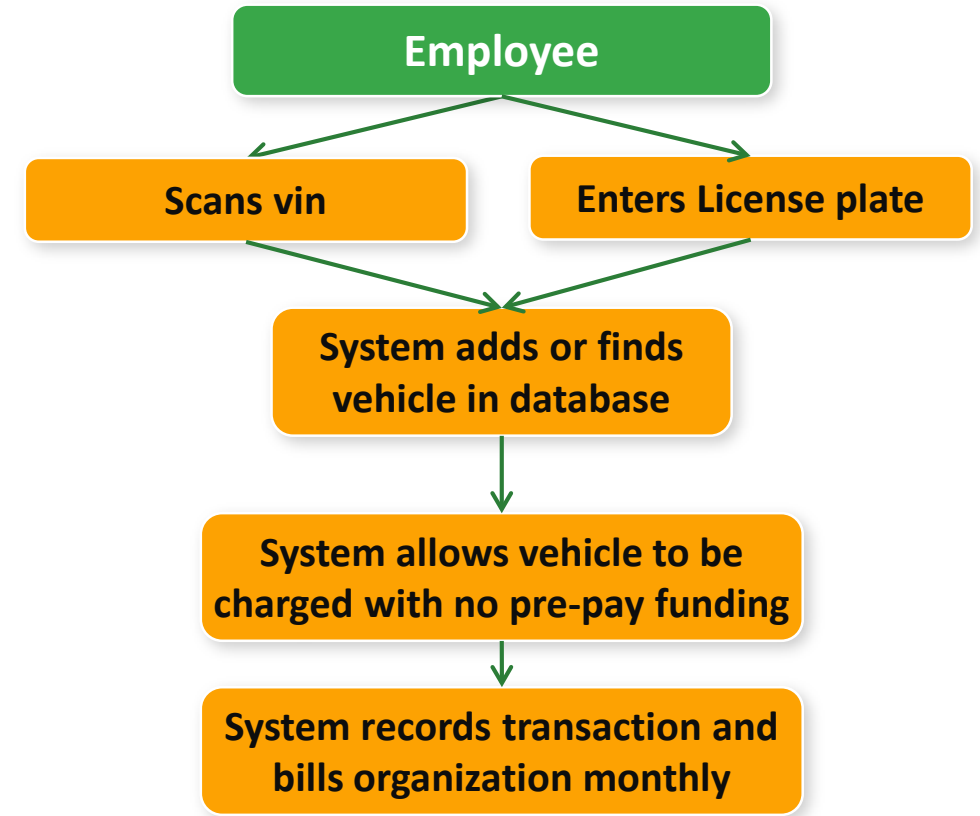 Employee
Scans vin
Enters License plate
System adds or finds
vehicle in database
System allows vehicle to be
charged with no pre-pay funding
System records transaction and
bills organization monthly